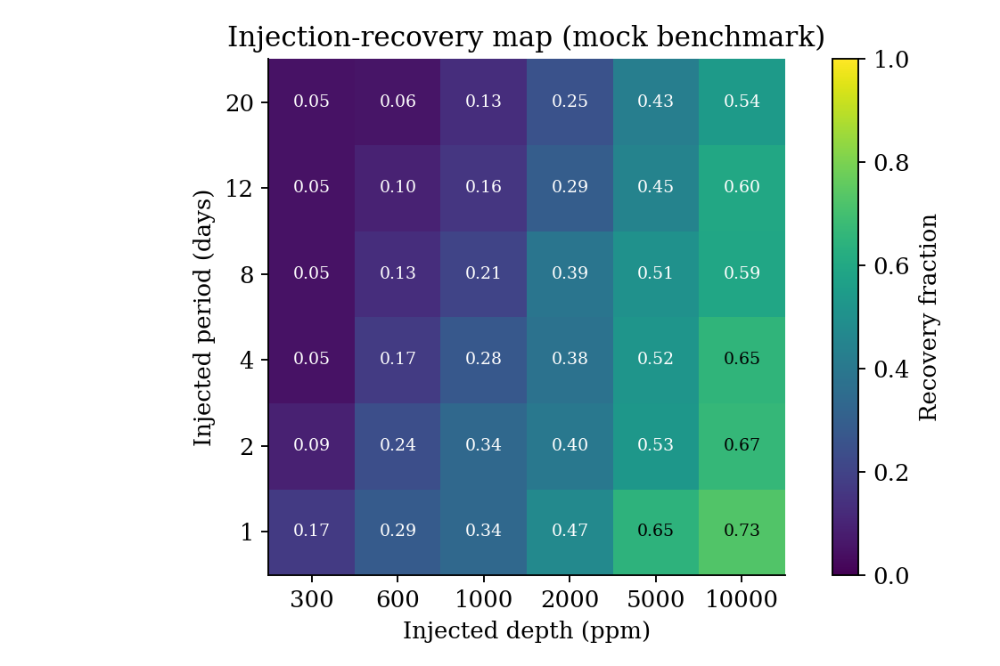 Injection-recovery map (mock benchmark)
Injected period (days)
20 0.05 0.06 0.13 0.25 0.43 0.54
12 0.05 0.10 0.16 0.29 0.45 0.60
8 0.05 0.13 0.21 0.39 0.51 0.59
4 0.05 0.17 0.28 0.38 0.52 0.65
2 0.09 0.24 0.34 0.40 0.53 0.67
1 0.17 0.29 0.34 0.47 0.65 0.73
300 600 1000 2000 5000 10000
Injected depth (ppm)
1.0
0.8
0.6
0.4
0.2
0.0
Recovery fraction